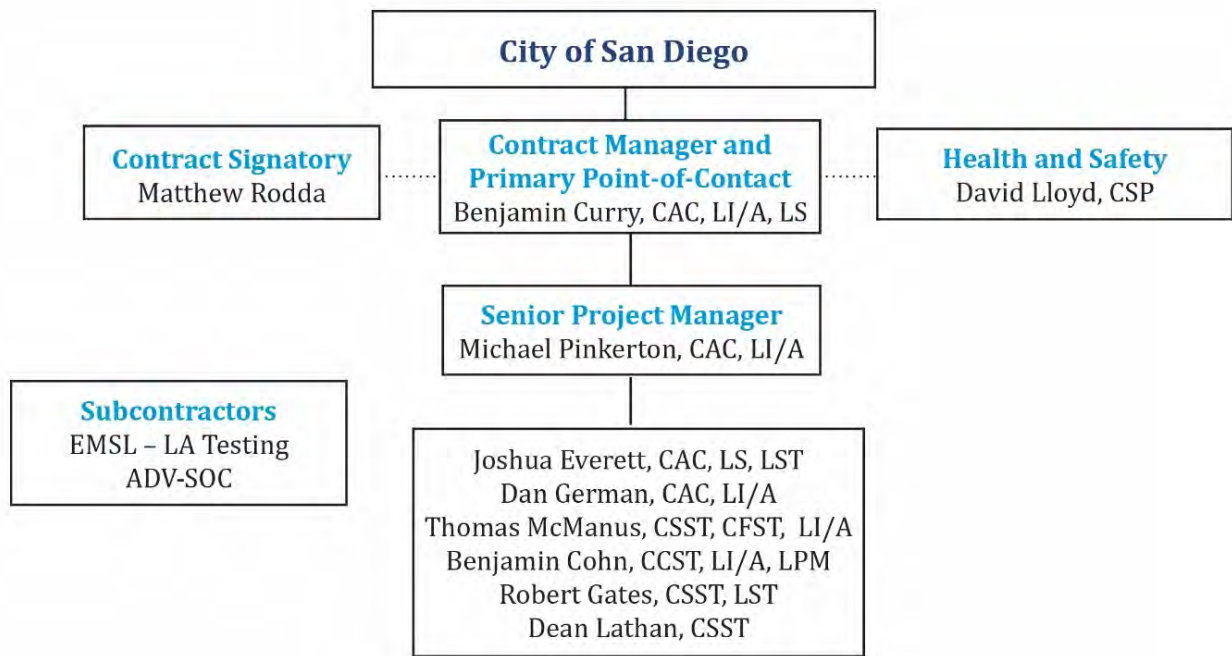 City of San Diego
Contract Signatory
Matthew Rodda
Contract Manager and
Primary Point-of-Contact
Benjamin Curry, CAC, LI/A, LS
Health and Safety
David Lloyd, CSP
Senior Project Manager
Michael Pinkerton, CAC, LI/A
Subcontractors
EMSL – LA Testing
ADV-SOC
Joshua Everett, CAC, LS, LST
Dan German, CAC, LI/A
Thomas McManus, CSST, CFST, LI/A
Benjamin Cohn, CCST, LI/A, LPM
Robert Gates, CSST, LST
Dean Lathan, CSST